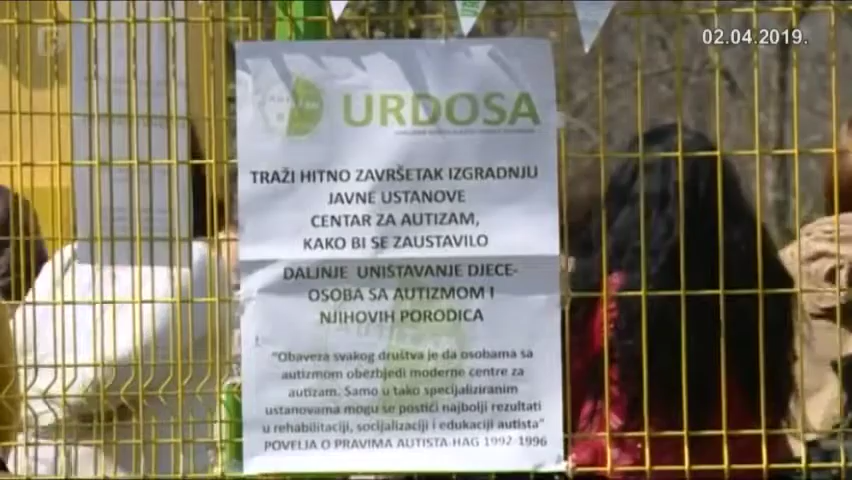 02.04.2019.
URDOSA
TRAŽI HITNO ZAVRŠETAK IZGRADNJU
JAVNE USTANOVE
CENTAR ZA AUTIZAM,
KAKO BI SE ZAUSTAVILO
DALJNJE UNIŠTAVANJE DJECE-
OSOBA SA AUTIZMOM I
NJIHOVIH PORODICA
"Obaveza svakog društva je da osobama sa
autizmom obezbjedi moderne centre za
autizam. Samo u tako specijaliziranim
ustanovama mogu se postići najbolji rezultati
u rehabilitaciji, socijalizaciji i edukaciji autista"
POVELJA O PRAVIMA AUTISTA-HAG 1992-1996